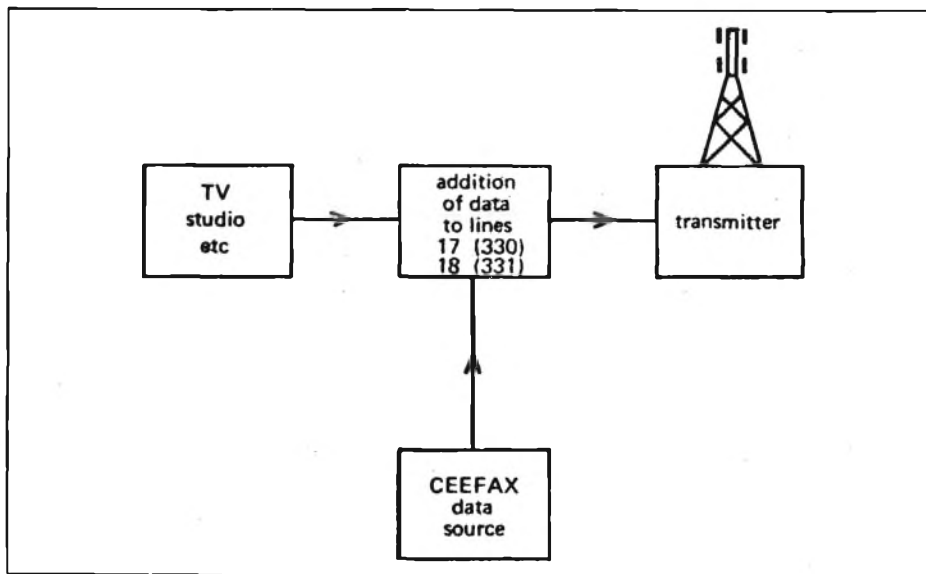 TV
studio
etc
addition
of data
to lines
17 (330)
18 (331)
transmitter
CEEFAX
data
source